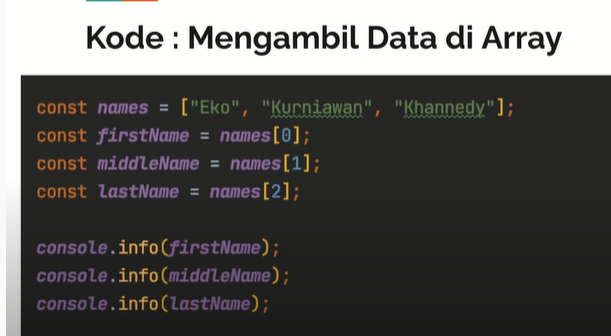 Kode : Mengambil Data di Array
const names = ["Eko", "Kurniawan", "Khannedy"];
const firstName = names[0];
const middleName = names[1];
const lastName = names[2];
console.info(firstName);
console.info(middleName);
console.info(lastName);